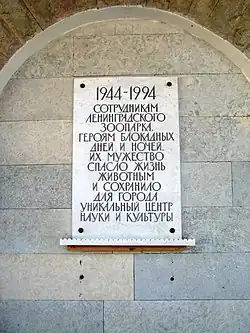 1944-1994
СОТРУДНИКАМ
ЛЕНИНГРАДСКОГО
ЗООПАРКА,
ГЕРОЯМ БЛОКАДНЫХ
ДНЕЙ И НОЧЕЙ.
ИХ МУЖЕСТВО
СПАСЛО ЖИЗНЬ
ЖИВОТНЫМ
И СОХРАНИЛО
ДЛЯ ГОРОДА
УНИКАЛЬНЫЙ ЦЕНТР
НАУКИ И КУЛЬТУРЫ